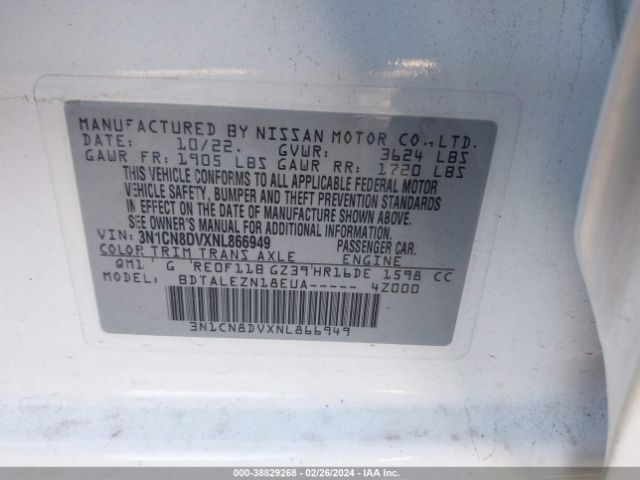 MANUFACTURED BY NISSAN MOTOR CO.,LTD.
DATE: 10/22. GVWR: 3624 LBS
GAWR FR: 1905 LBS GAWR RR: 1720 LBS
THIS VEHICLE CONFORMS TO ALL APPLICABLE FEDERAL MOTOR
VEHICLE SAFETY, BUMPER AND THEFT PREVENTION STANDARDS
IN EFFECT ON THE DATE OF MANUFACTURE SHOWN ABOVE.
SEE OWNER'S MANUAL FOR ADDITIONAL INFORMATION
VIN: 3N1CN8DVXNL866949 PASSENGER CAR.
COLOR TRIM TRANS AXLE ENGINE
QM1 G RE0F11B GZ39 HR16DE 1598 CC
MODEL: BDTALEZN18EUA----- 4Z000
3N1CN8DVXNL866949
000-38829268 - 02/26/2024 - IAA Inc.